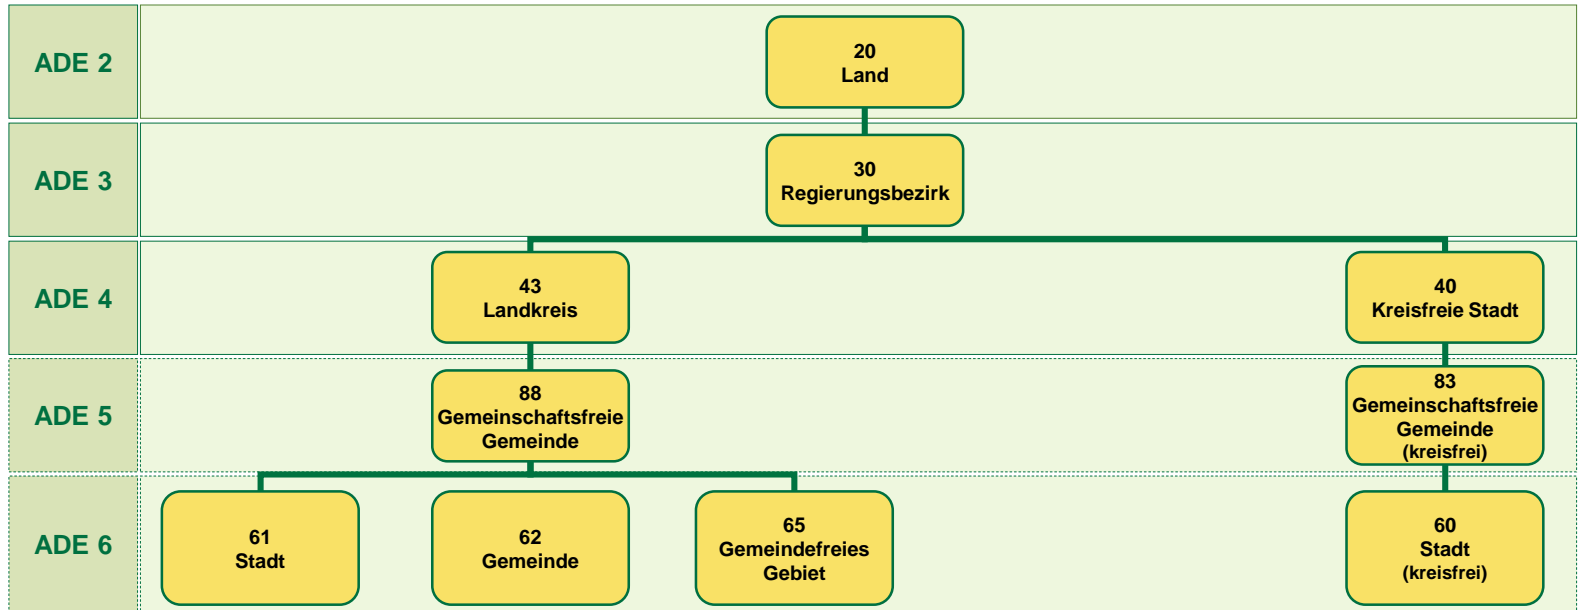 ADE 2
20
Land
ADE 3
30
Regierungsbezirk
ADE 4
43
Landkreis
40
Kreisfreie Stadt
ADE 5
88
Gemeinschaftsfreie
Gemeinde
83
Gemeinschaftsfreie
Gemeinde
(kreisfrei)
ADE 6
61
Stadt
62
Gemeinde
65
Gemeindefreies
Gebiet
60
Stadt
(kreisfrei)